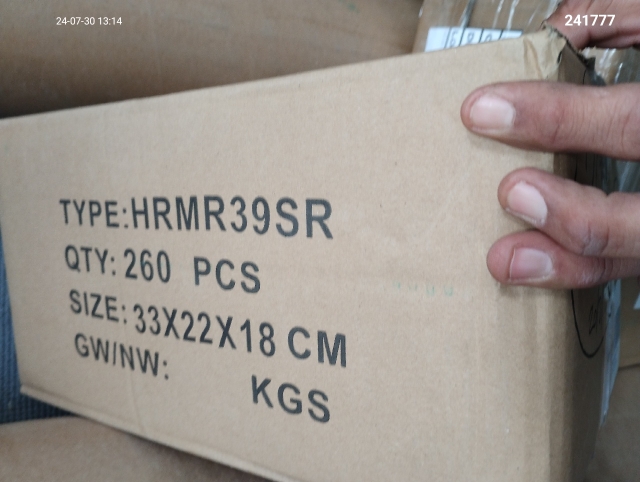 24-07-30 13:14
241777
TYPE:HRMR39SR
QTY: 260 PCS
SIZE: 33X22X18 CM
GW/NW: KGS